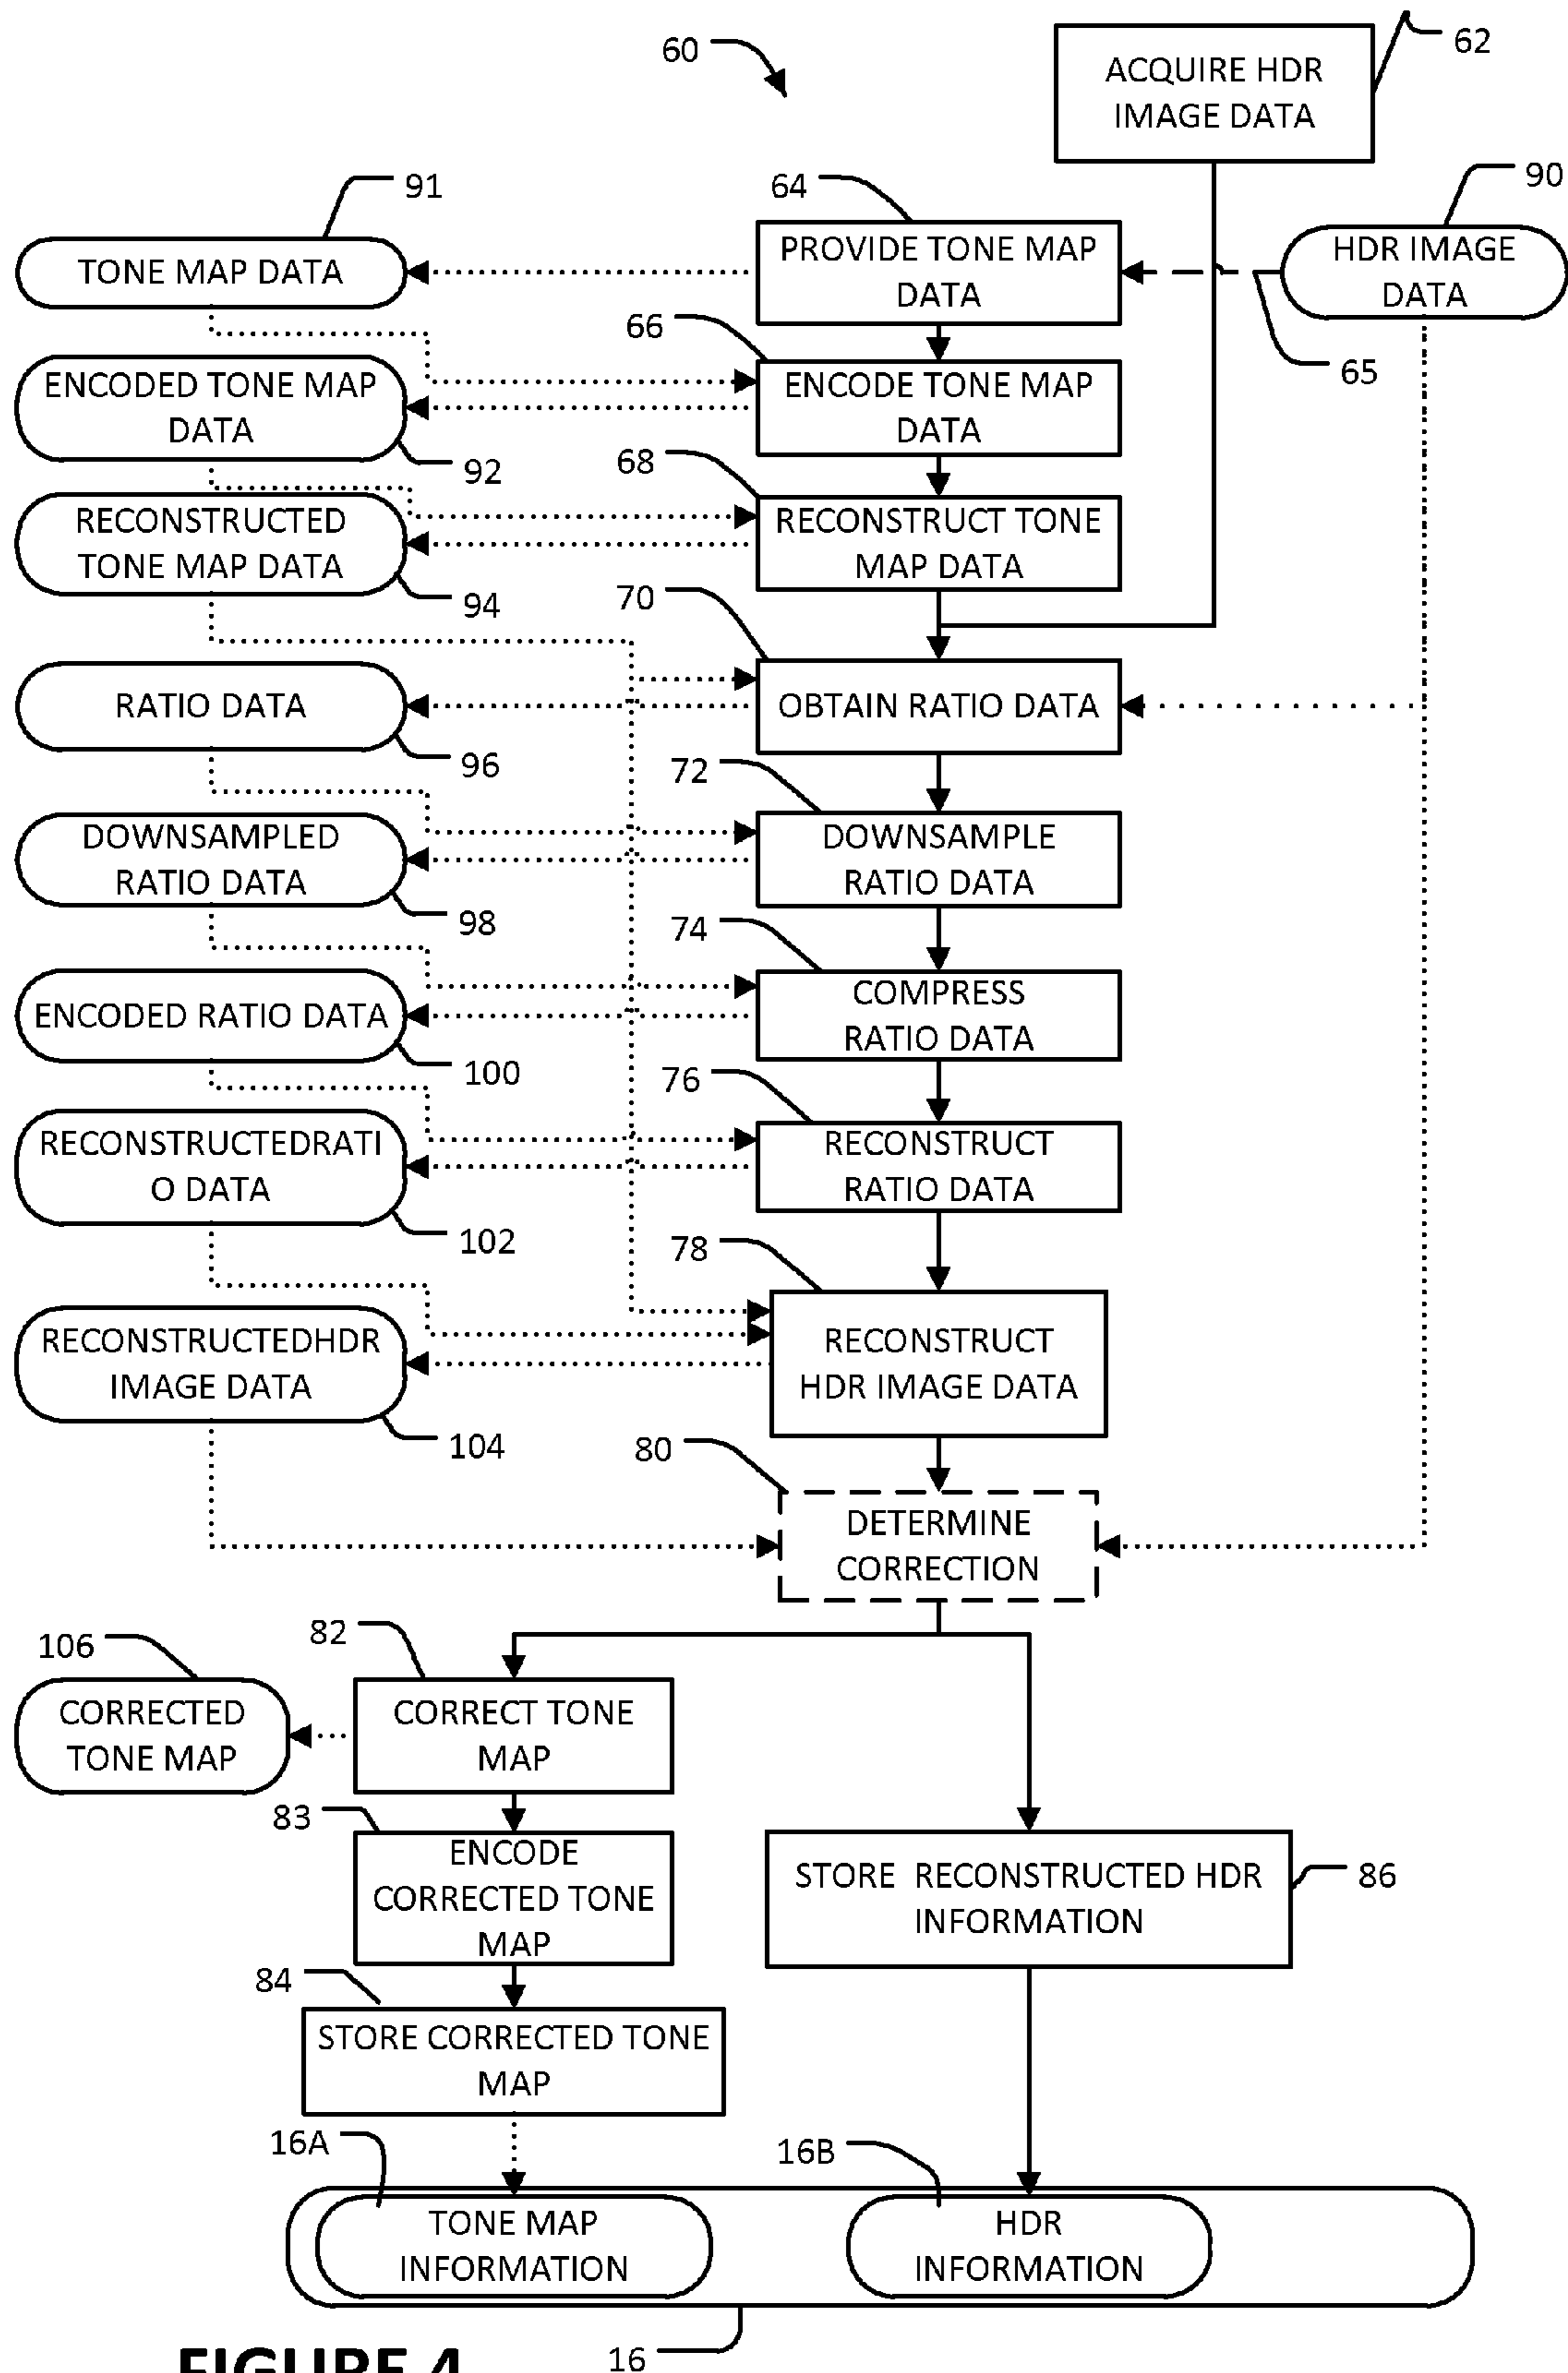 60
ACQUIRE HDR
IMAGE DATA
62
91
64
90
TONE MAP DATA
PROVIDE TONE MAP
DATA
HDR IMAGE
DATA
66
65
ENCODED TONE MAP
DATA
ENCODE TONE MAP
DATA
92
68
RECONSTRUCTED
TONE MAP DATA
RECONSTRUCT TONE
MAP DATA
94
70
RATIO DATA
OBTAIN RATIO DATA
96
72
DOWNSAMPLED
RATIO DATA
DOWNSAMPLE
RATIO DATA
98
74
ENCODED RATIO DATA
COMPRESS
RATIO DATA
100
76
RECONSTRUCTEDRATI
O DATA
RECONSTRUCT
RATIO DATA
102
78
RECONSTRUCTEDHDR
IMAGE DATA
RECONSTRUCT
HDR IMAGE DATA
104
80
DETERMINE
CORRECTION
106
82
CORRECTED
TONE MAP
CORRECT TONE
MAP
83
ENCODE
CORRECTED TONE
MAP
STORE RECONSTRUCTED HDR
INFORMATION
86
84
STORE CORRECTED TONE
MAP
16A
16B
TONE MAP
INFORMATION
HDR
INFORMATION
16
FIGURE 4